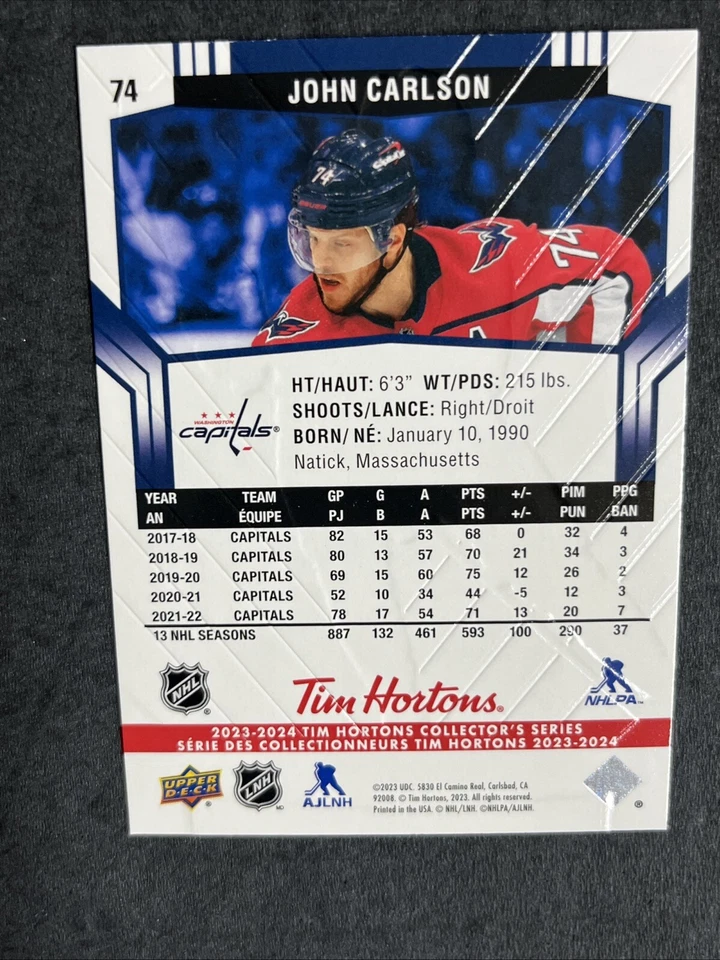 74 JOHN CARLSON
74
74
A
HT/HAUT: 6'3" WT/PDS: 215 lbs.
SHOOTS/LANCE: Right/Droit
BORN/ NÉ: January 10, 1990
Natick, Massachusetts
WASHINGTON
capitals®
YEAR TEAM GP G A PTS +/- PIM PPG
AN ÉQUIPE PJ B A PTS +/- PUN BAN
2017-18 CAPITALS 82 15 53 68 0 32 4
2018-19 CAPITALS 80 13 57 70 21 34 3
2019-20 CAPITALS 69 15 60 75 12 26 2
2020-21 CAPITALS 52 10 34 44 -5 12 3
2021-22 CAPITALS 78 17 54 71 13 20 7
13 NHL SEASONS 887 132 461 593 100 290 37
NHL ® Tim Hortons® NHLPA™
2023-2024 TIM HORTONS COLLECTOR'S SERIES
SÉRIE DES COLLECTIONNEURS TIM HORTONS 2023-2024
UPPER DECK ® LNH MD AJLNH
©2023 UDC. 5830 El Camino Real, Carlsbad, CA
92008. © Tim Hortons, 2023. All rights reserved.
Printed in the USA. © NHL/LNH. ©NHLPA/AJLNH.
®